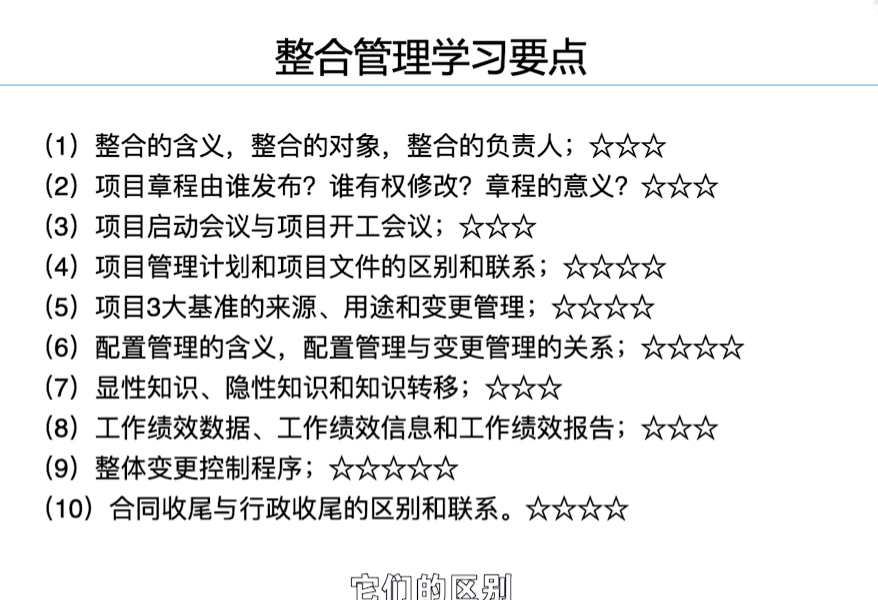 整合管理学习要点
（1）整合的含义，整合的对象，整合的负责人；☆☆☆
（2）项目章程由谁发布？谁有权修改？章程的意义？☆☆☆
（3）项目启动会议与项目开工会议；☆☆☆
（4）项目管理计划和项目文件的区别和联系；☆☆☆☆
（5）项目3大基准的来源、用途和变更管理；☆☆☆☆
（6）配置管理的含义，配置管理与变更管理的关系；☆☆☆☆
（7）显性知识、隐性知识和知识转移；☆☆☆
（8）工作绩效数据、工作绩效信息和工作绩效报告；☆☆☆
（9）整体变更控制程序；☆☆☆☆☆
（10）合同收尾与行政收尾的区别和联系。☆☆☆☆
它们的区别